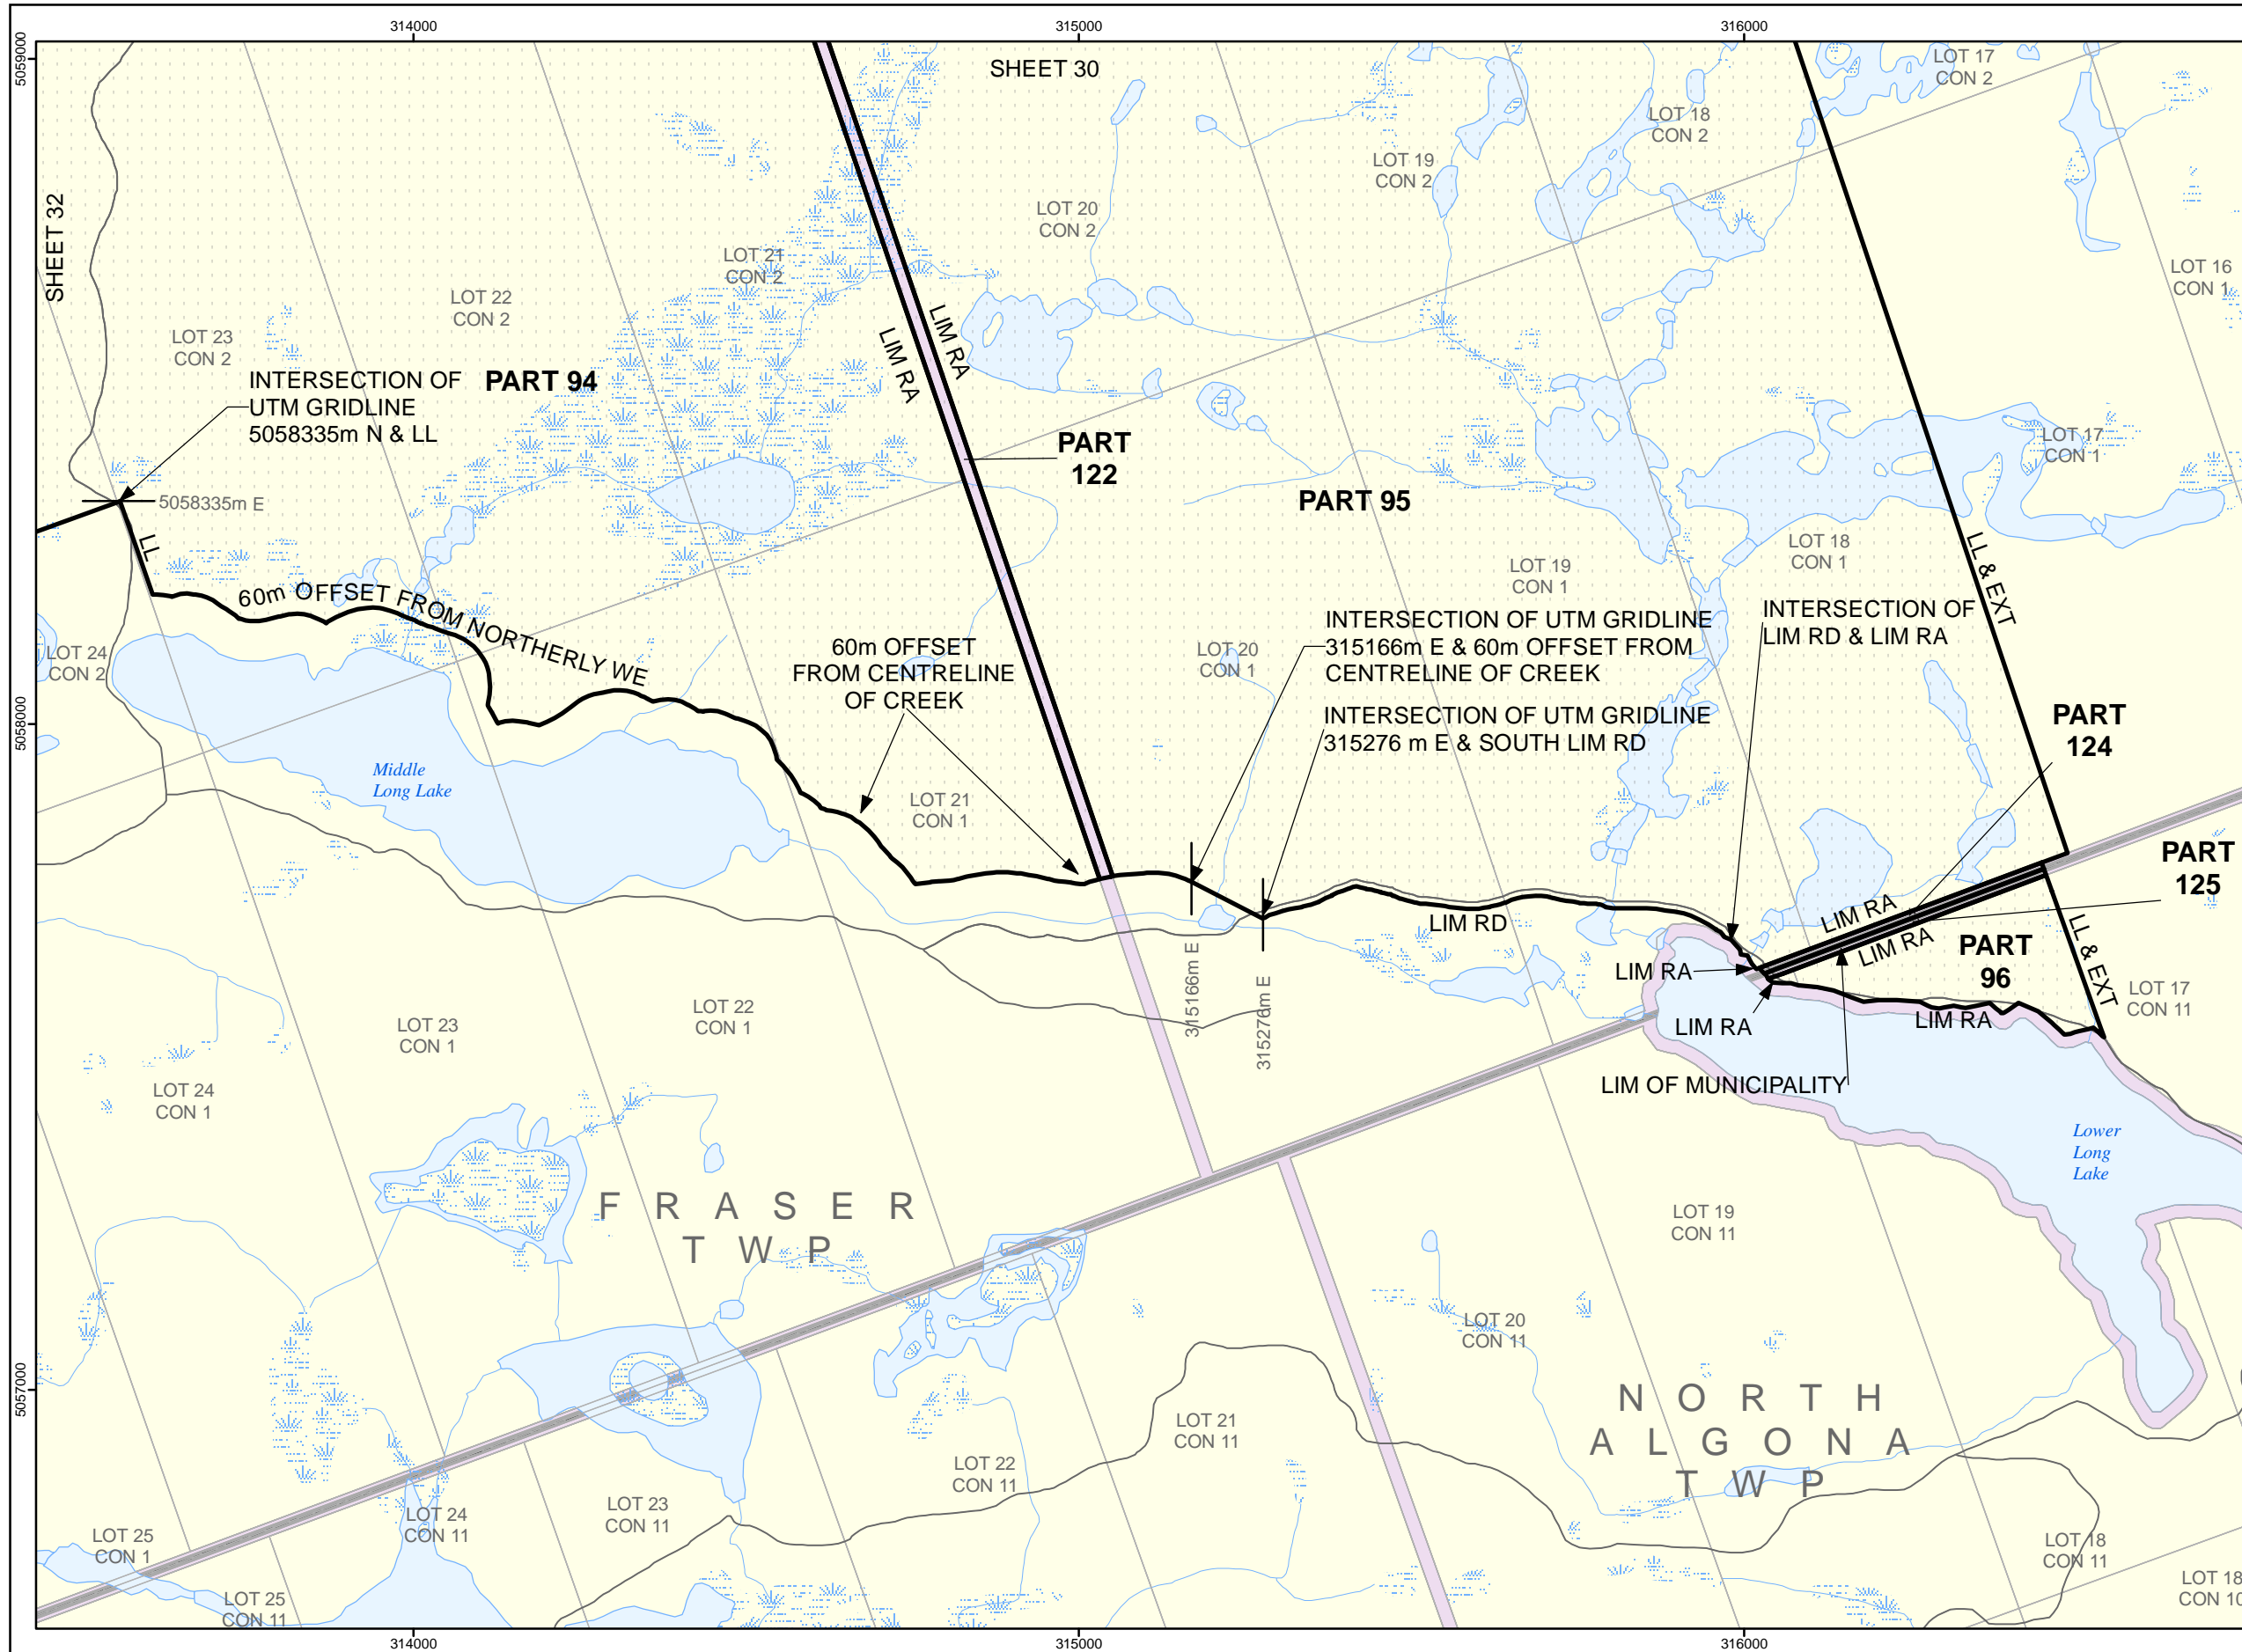 314000
315000
316000
5059000
SHEET 30
LOT 17
CON 2
LOT 18
CON 2
LOT 19
CON 2
LOT 20
CON 2
SHEET 32
LOT 21
CON 2
LOT 16
CON 1
LOT 22
CON 2
LOT 23
CON 2
LIM RA
LIM RA
INTERSECTION OF
UTM GRIDLINE
5058335m N & LL
PART 94
PART
122
LOT 17
CON 1
5058335m E
PART 95
LL
LOT 18
CON 1
LL & EXT
LOT 19
CON 1
60m OFFSET FROM NORTHERLY WE
INTERSECTION OF UTM GRIDLINE
315166m E & 60m OFFSET FROM
CENTRELINE OF CREEK
INTERSECTION OF
LIM RD & LIM RA
LOT 24
CON 2
60m OFFSET
FROM CENTRELINE
OF CREEK
LOT 20
CON 1
5058000
INTERSECTION OF UTM GRIDLINE
315276 m E & SOUTH LIM RD
PART
124
Middle
Long Lake
LOT 21
CON 1
PART
125
LIM RA
LIM RD
LIM RA
PART
96
LL & EXT
LIM RA
315166m E
315276m E
LOT 17
CON 11
LIM RA
LIM RA
LOT 22
CON 1
LOT 23
CON 1
LOT 24
CON 1
LIM OF MUNICIPALITY
Lower
Long
Lake
FRASER
TWP
LOT 19
CON 11
LOT 20
CON 11
5057000
NORTH
ALGONA
TWP
LOT 21
CON 11
LOT 22
CON 11
LOT 23
CON 11
LOT 24
CON 11
LOT 25
CON 1
LOT 18
CON 11
LOT 25
CON 11
LOT 18
CON 10
314000
315000
316000